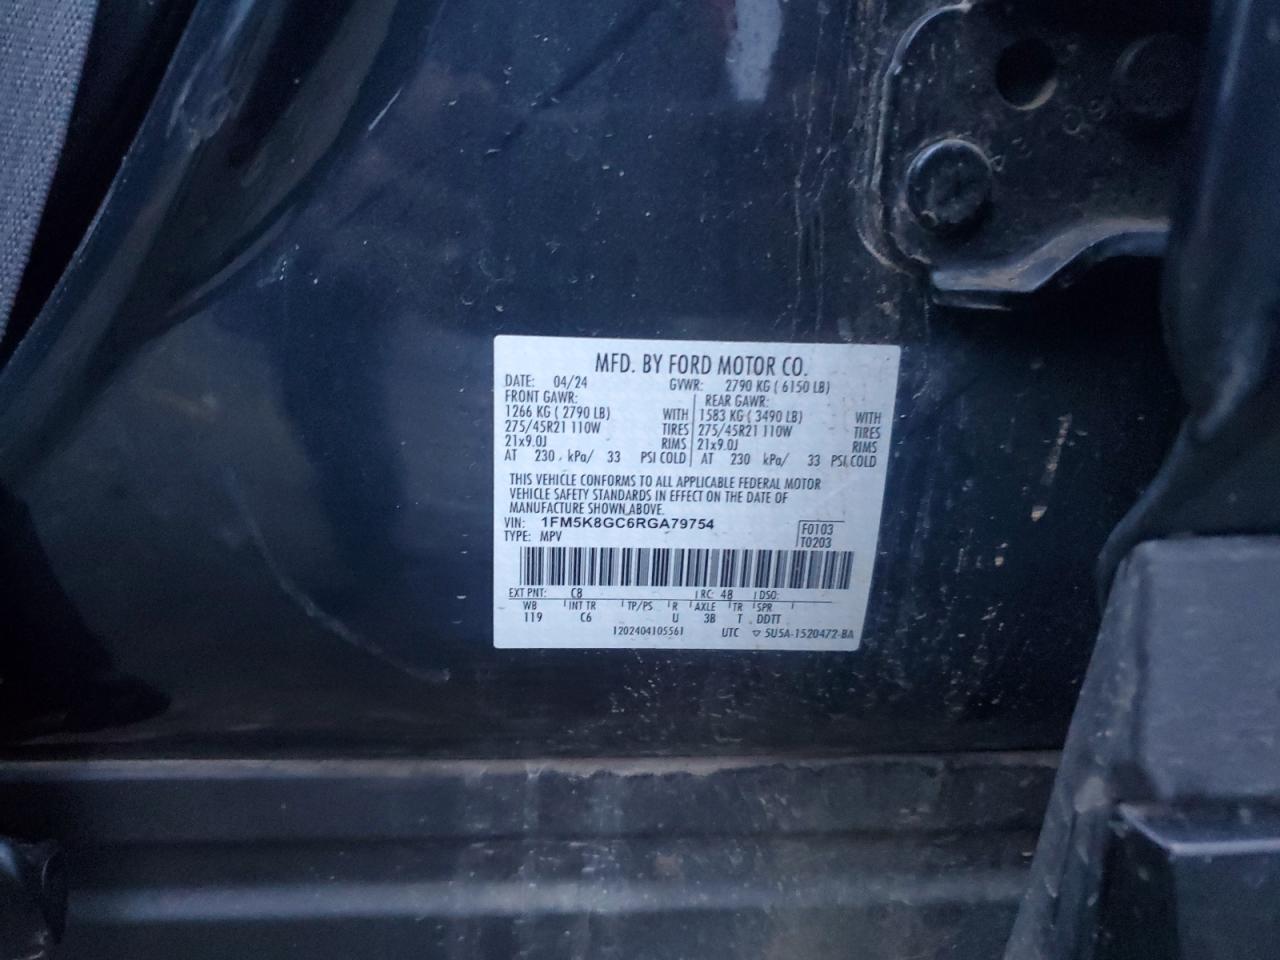 MFD. BY FORD MOTOR CO.
DATE: 04/24 GVWR: 2790 KG ( 6150 LB)
FRONT GAWR: REAR GAWR:
1266 KG ( 2790 LB) WITH 1583 KG ( 3490 LB) WITH
275/45R21 110W TIRES 275/45R21 110W TIRES
21x9.0J RIMS 21x9.0J RIMS
AT 230 kPa/ 33 PSI COLD AT 230 kPa/ 33 PSI COLD
THIS VEHICLE CONFORMS TO ALL APPLICABLE FEDERAL MOTOR
VEHICLE SAFETY STANDARDS IN EFFECT ON THE DATE OF
MANUFACTURE SHOWN ABOVE.
VIN: 1FM5K8GC6RGA79754 F0103
TYPE: MPV T0203
EXT PNT: CB RC: 48 DSO:
WB INT TR TP/PS R AXLE TR SPR
119 C6 U 3B T DDTT
1202404105561 UTC ▽ 5U5A-1520472-BA